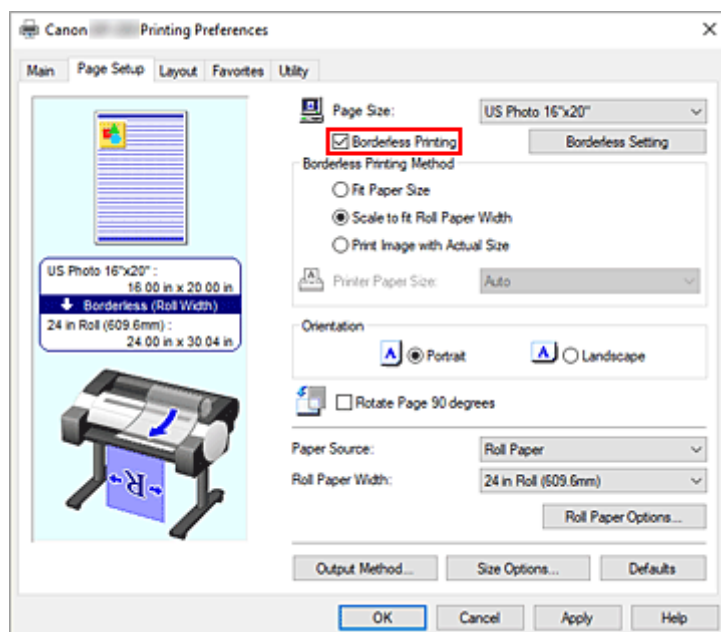 Canon Printing Preferences
Main Page Setup Layout Favorites Utility
Page Size: US Photo 16"x20"
Borderless Printing Borderless Setting
Borderless Printing Method
Fit Paper Size
Scale to fit Roll Paper Width
Print Image with Actual Size
Printer Paper Size: Auto
US Photo 16"x20" :
16.00 in x 20.00 in
Borderless (Roll Width)
24 in Roll (609.6mm) :
24.00 in x 30.04 in
Orientation
A Portrait A Landscape
Rotate Page 90 degrees
R
Paper Source: Roll Paper
Roll Paper Width: 24 in Roll (609.6mm)
Roll Paper Options...
Output Method... Size Options... Defaults
OK Cancel Apply Help